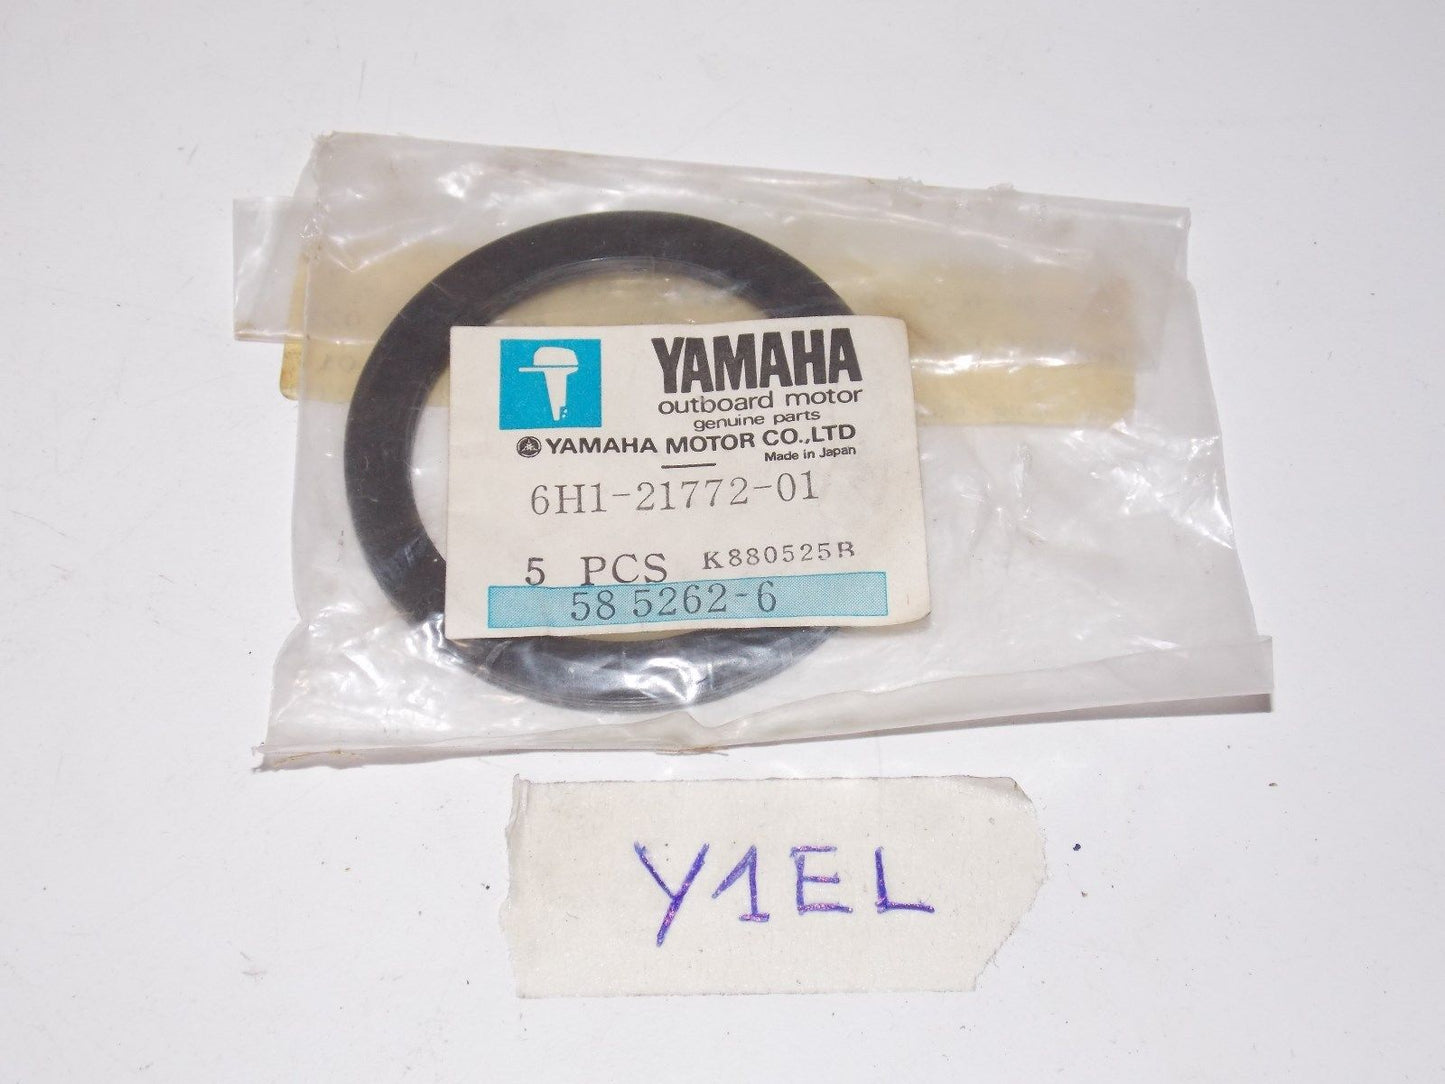 YAMAHA
outboard motor
genuine parts
YAMAHA MOTOR CO.,LTD
Made in Japan
6H1-21772-01
5 PCS K880525R
58 5262-6
Y1EL